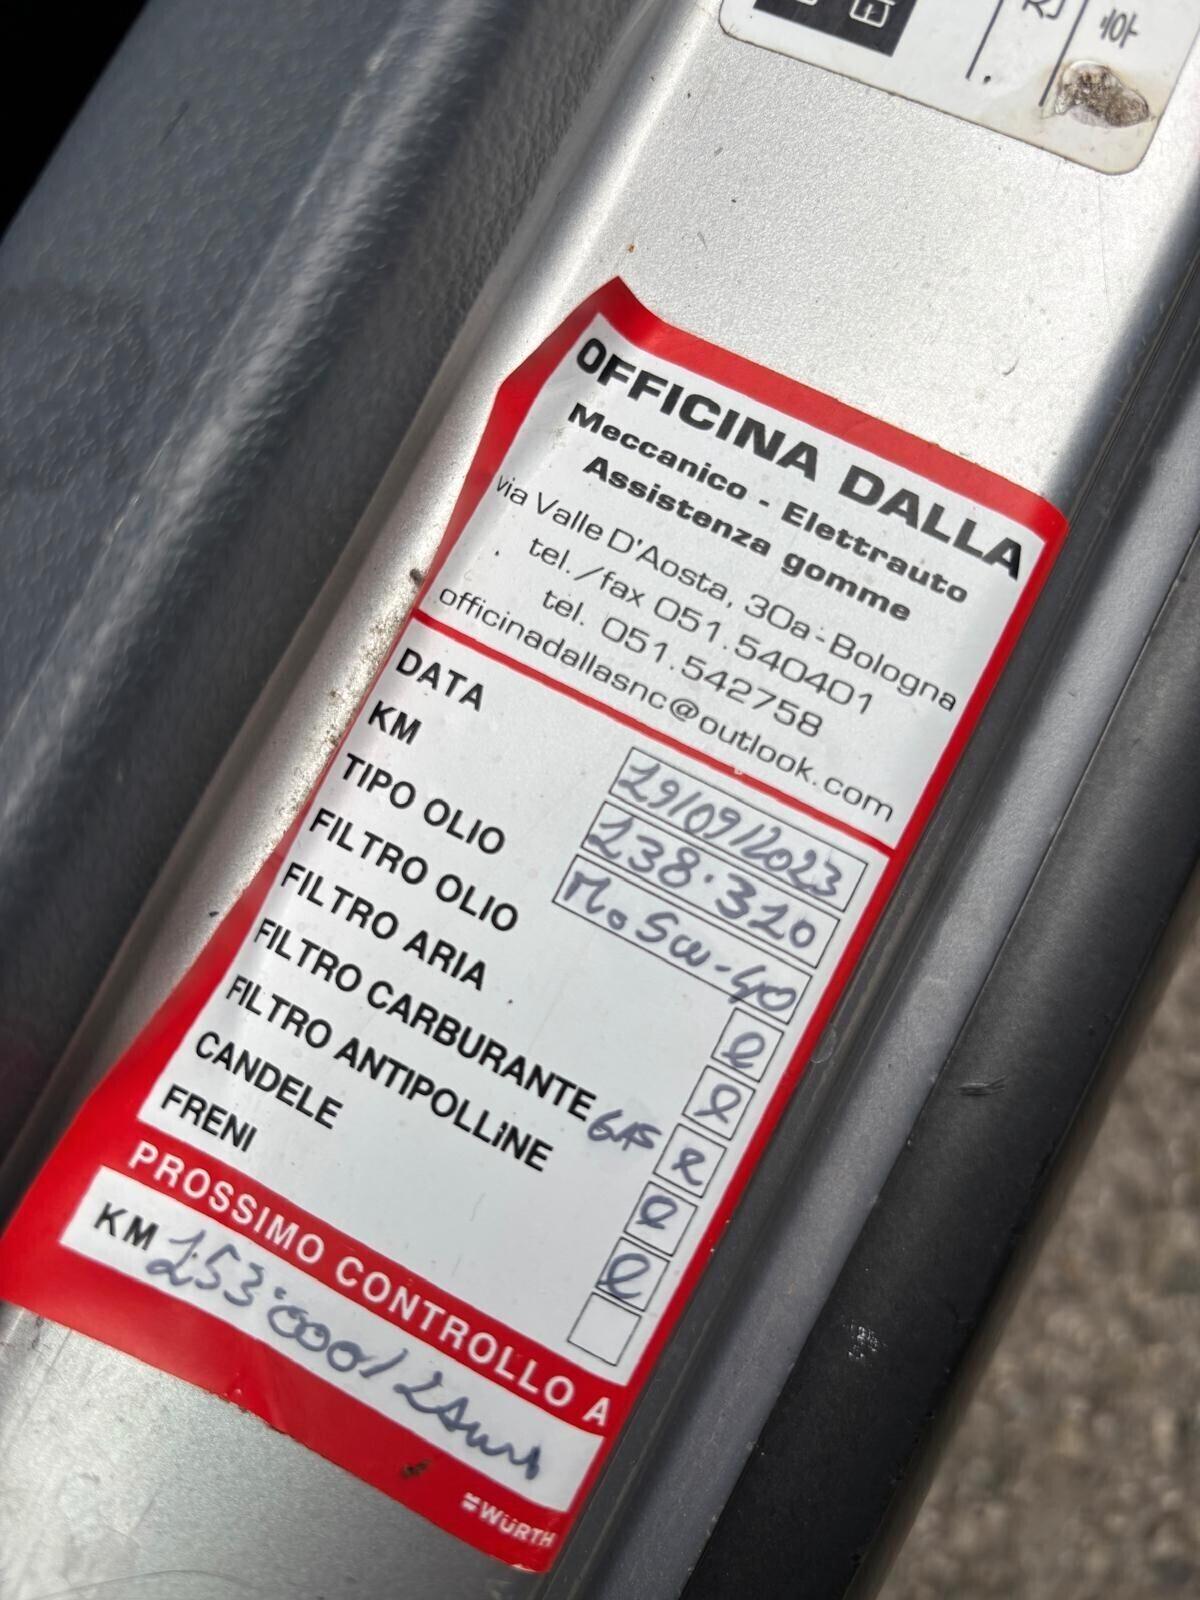 OFFICINA DALLA
Meccanico - Elettrauto
Assistenza gomme
via Valle D'Aosta, 30a - Bologna
tel./fax 051.540401
tel. 051.542758
officinadallasnc@outlook.com
DATA 29/09/2023
KM 238.320
TIPO OLIO M. 5W-40
FILTRO OLIO
FILTRO ARIA
FILTRO CARBURANTE GAS
FILTRO ANTIPOLLINE
CANDELE
FRENI
PROSSIMO CONTROLLO A
KM 253.000/2
WÜRTH